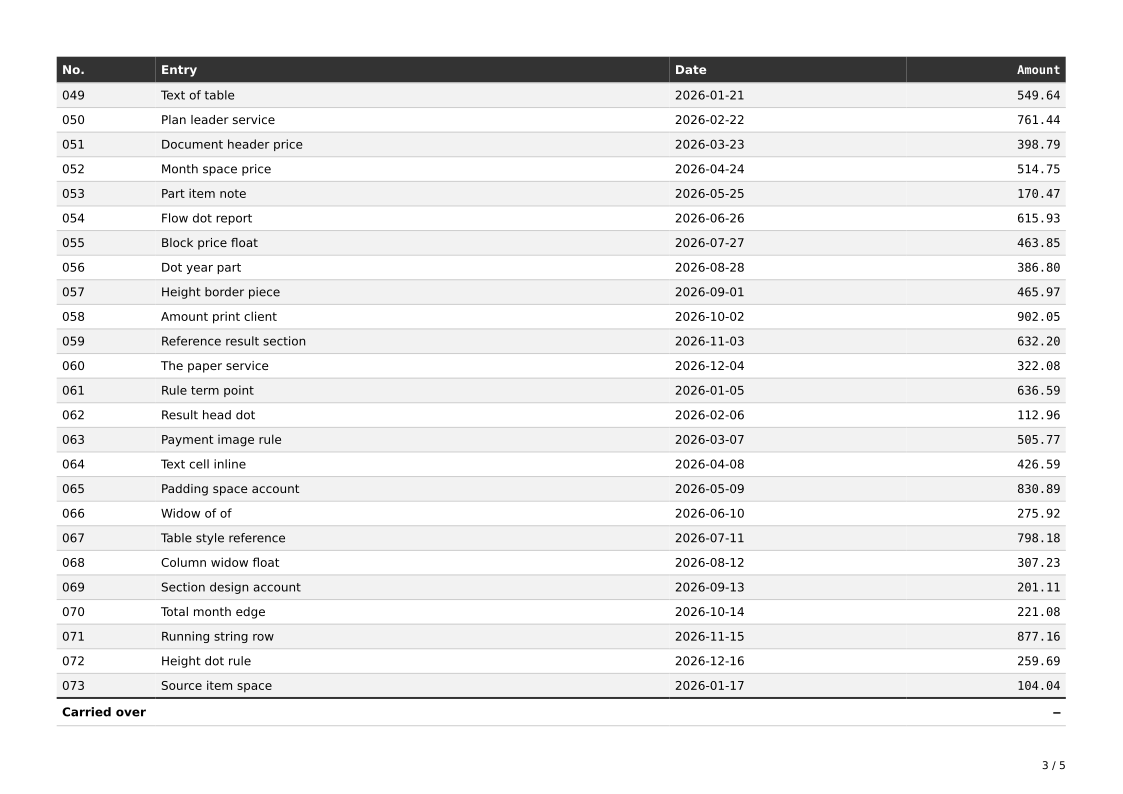 No. Entry Date Amount
049 Text of table 2026-01-21 549.64
050 Plan leader service 2026-02-22 761.44
051 Document header price 2026-03-23 398.79
052 Month space price 2026-04-24 514.75
053 Part item note 2026-05-25 170.47
054 Flow dot report 2026-06-26 615.93
055 Block price float 2026-07-27 463.85
056 Dot year part 2026-08-28 386.80
057 Height border piece 2026-09-01 465.97
058 Amount print client 2026-10-02 902.05
059 Reference result section 2026-11-03 632.20
060 The paper service 2026-12-04 322.08
061 Rule term point 2026-01-05 636.59
062 Result head dot 2026-02-06 112.96
063 Payment image rule 2026-03-07 505.77
064 Text cell inline 2026-04-08 426.59
065 Padding space account 2026-05-09 830.89
066 Widow of of 2026-06-10 275.92
067 Table style reference 2026-07-11 798.18
068 Column widow float 2026-08-12 307.23
069 Section design account 2026-09-13 201.11
070 Total month edge 2026-10-14 221.08
071 Running string row 2026-11-15 877.16
072 Height dot rule 2026-12-16 259.69
073 Source item space 2026-01-17 104.04
Carried over –
3 / 5